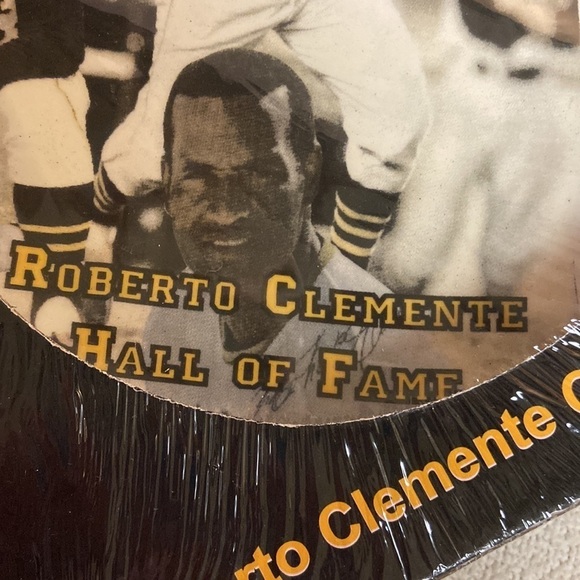 Roberto Clemente
Hall of Fame
rto Clemente